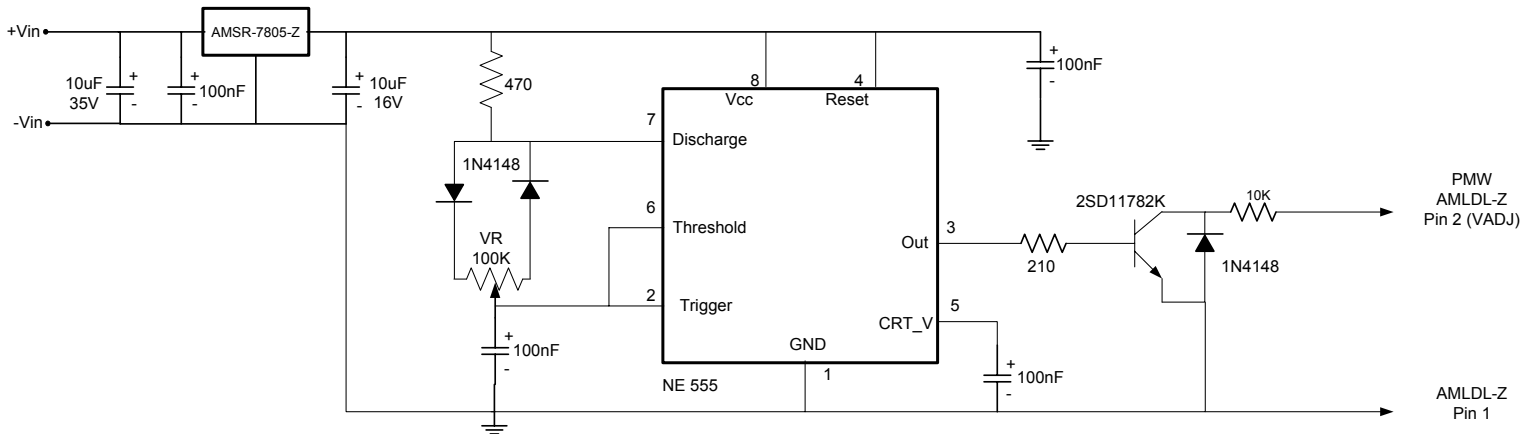 +Vin
AMSR-7805-Z
10uF
35V
+
-
+
100nF
-
+
10uF
16V
-
-Vin
470
8
Vcc
4
Reset
+
100nF
-
7
Discharge
1N4148
6
Threshold
VR
100K
2
Trigger
+
100nF
-
NE 555
GND
1
3
Out
210
5
CRT_V
+
100nF
-
2SD11782K
10K
1N4148
PMW
AMLDL-Z
Pin 2 (VADJ)
AMLDL-Z
Pin 1